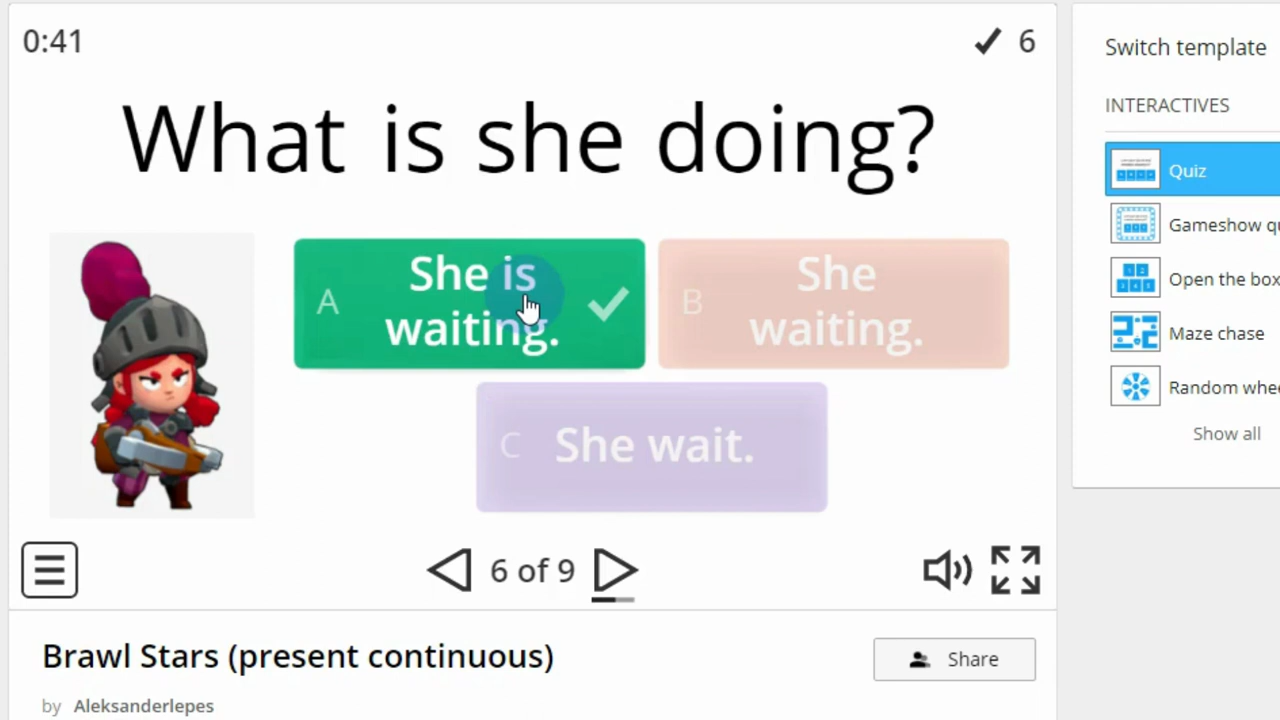 0:41
6
What is she doing?
A
She is
waiting.
B
She
waiting.
C
She wait.
6 of 9
Brawl Stars (present continuous)
by Aleksanderlepes
Share
Switch template
INTERACTIVES
Quiz
Gameshow qu
Open the box
Maze chase
Random whee
Show all